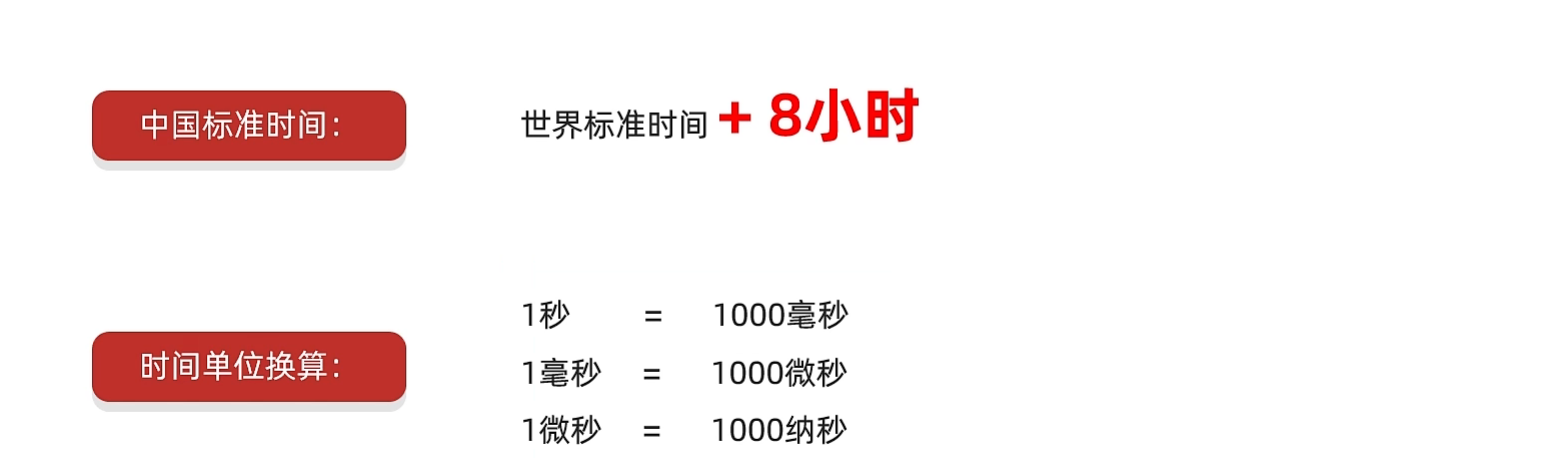 中国标准时间：
世界标准时间 + 8小时
1秒 = 1000毫秒
时间单位换算：
1毫秒 = 1000微秒
1微秒 = 1000纳秒